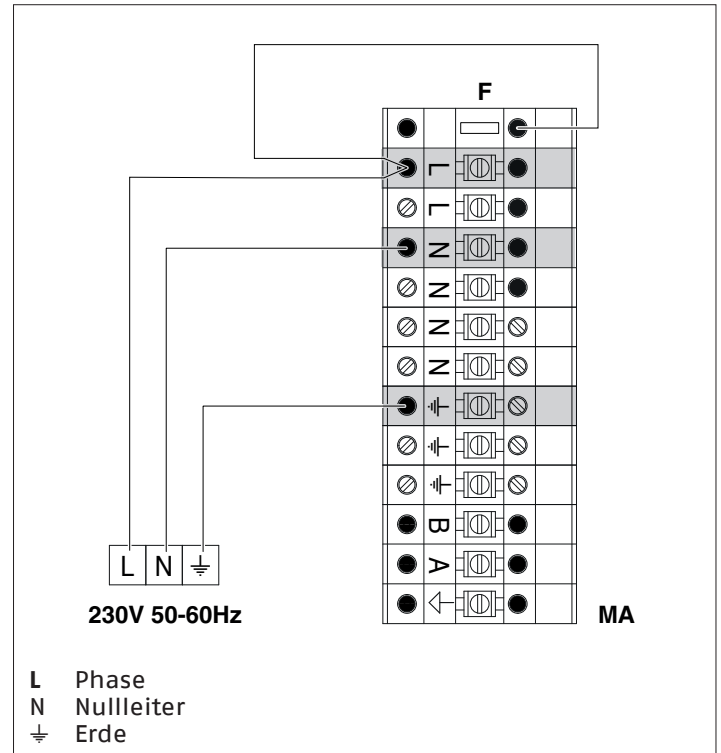 F
L
L
N
N
N
N
⏚
⏚
⏚
B
A
MA
L N ⏚
230V 50-60Hz
L Phase
N Nullleiter
⏚ Erde